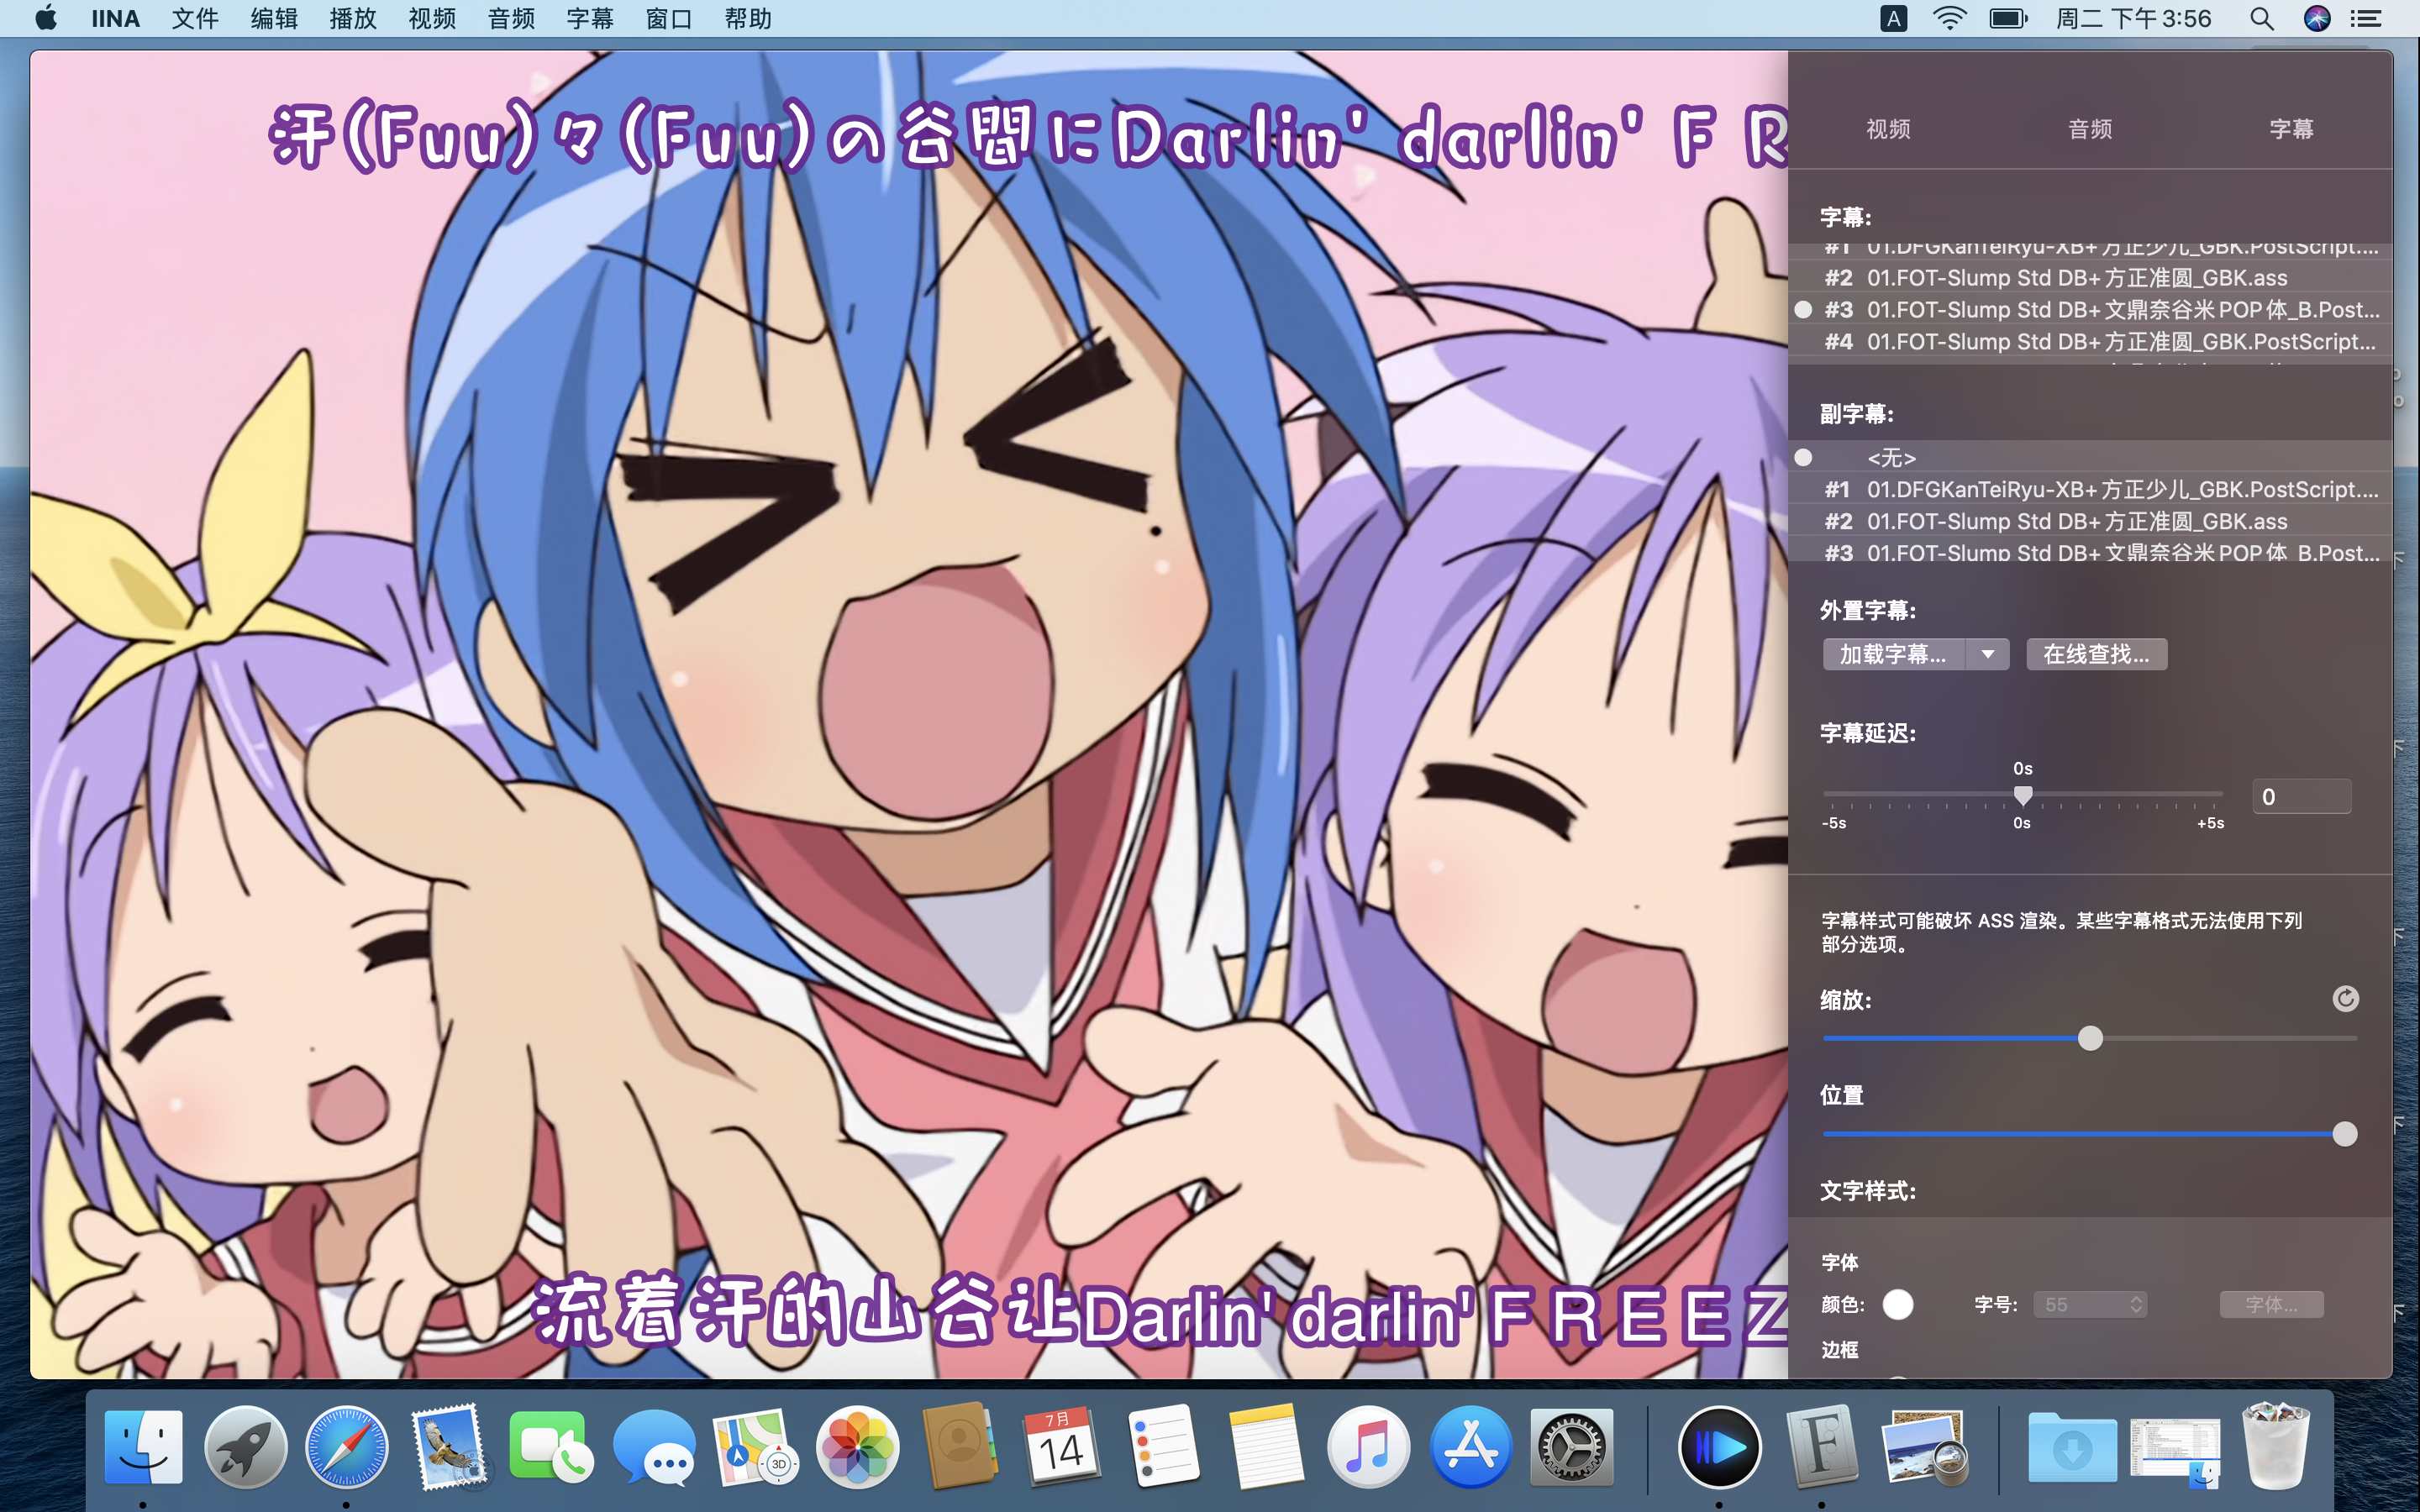 IINA 文件 编辑 播放 视频 音频 字幕 窗口 帮助
A 周二 下午 3:56
汗(Fuu)々(Fuu)の谷間にDarlin' darlin' F R
流着汗的山谷让Darlin' darlin' F R E E Z
视频 音频 字幕
字幕:
#1 01.DFGKanTeiRyu-XB+方正少儿_GBK.PostScript....
#2 01.FOT-Slump Std DB+方正准圆_GBK.ass
#3 01.FOT-Slump Std DB+文鼎奈谷米POP体_B.Post...
#4 01.FOT-Slump Std DB+方正准圆_GBK.PostScript...
副字幕:
<无>
#1 01.DFGKanTeiRyu-XB+方正少儿_GBK.PostScript....
#2 01.FOT-Slump Std DB+方正准圆_GBK.ass
#3 01.FOT-Slump Std DB+文鼎奈谷米POP体_B.Post...
外置字幕:
加载字幕... 在线查找...
字幕延迟:
0s
0
-5s 0s +5s
字幕样式可能破坏 ASS 渲染。某些字幕格式无法使用下列
部分选项。
缩放:
位置
文字样式:
字体
颜色: 字号: 55 字体...
边框
7月
14
3D
F